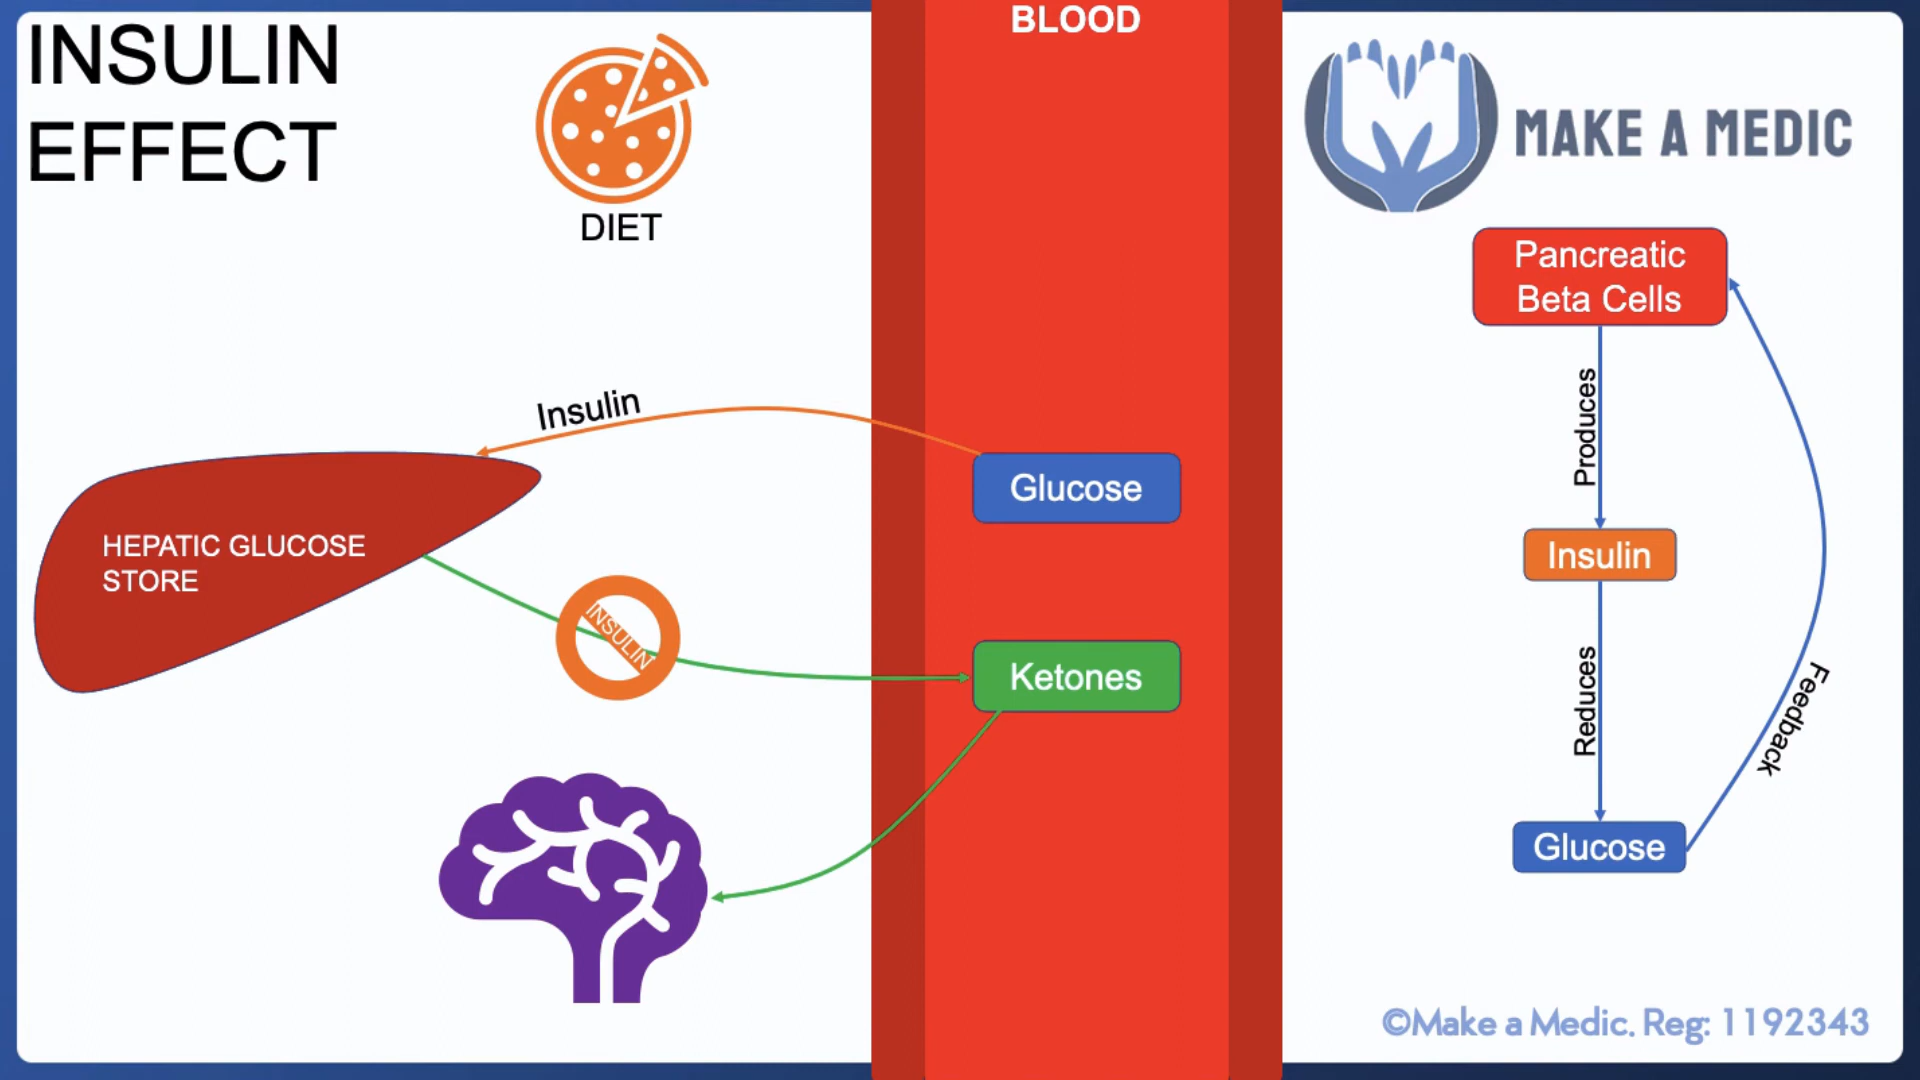 INSULIN
EFFECT
DIET
BLOOD
MAKE A MEDIC
Pancreatic
Beta Cells
Produces
Insulin
Reduces
Glucose
Feedback
Insulin
Glucose
HEPATIC GLUCOSE
STORE
INSULIN
Ketones
©Make a Medic. Reg: 1192343